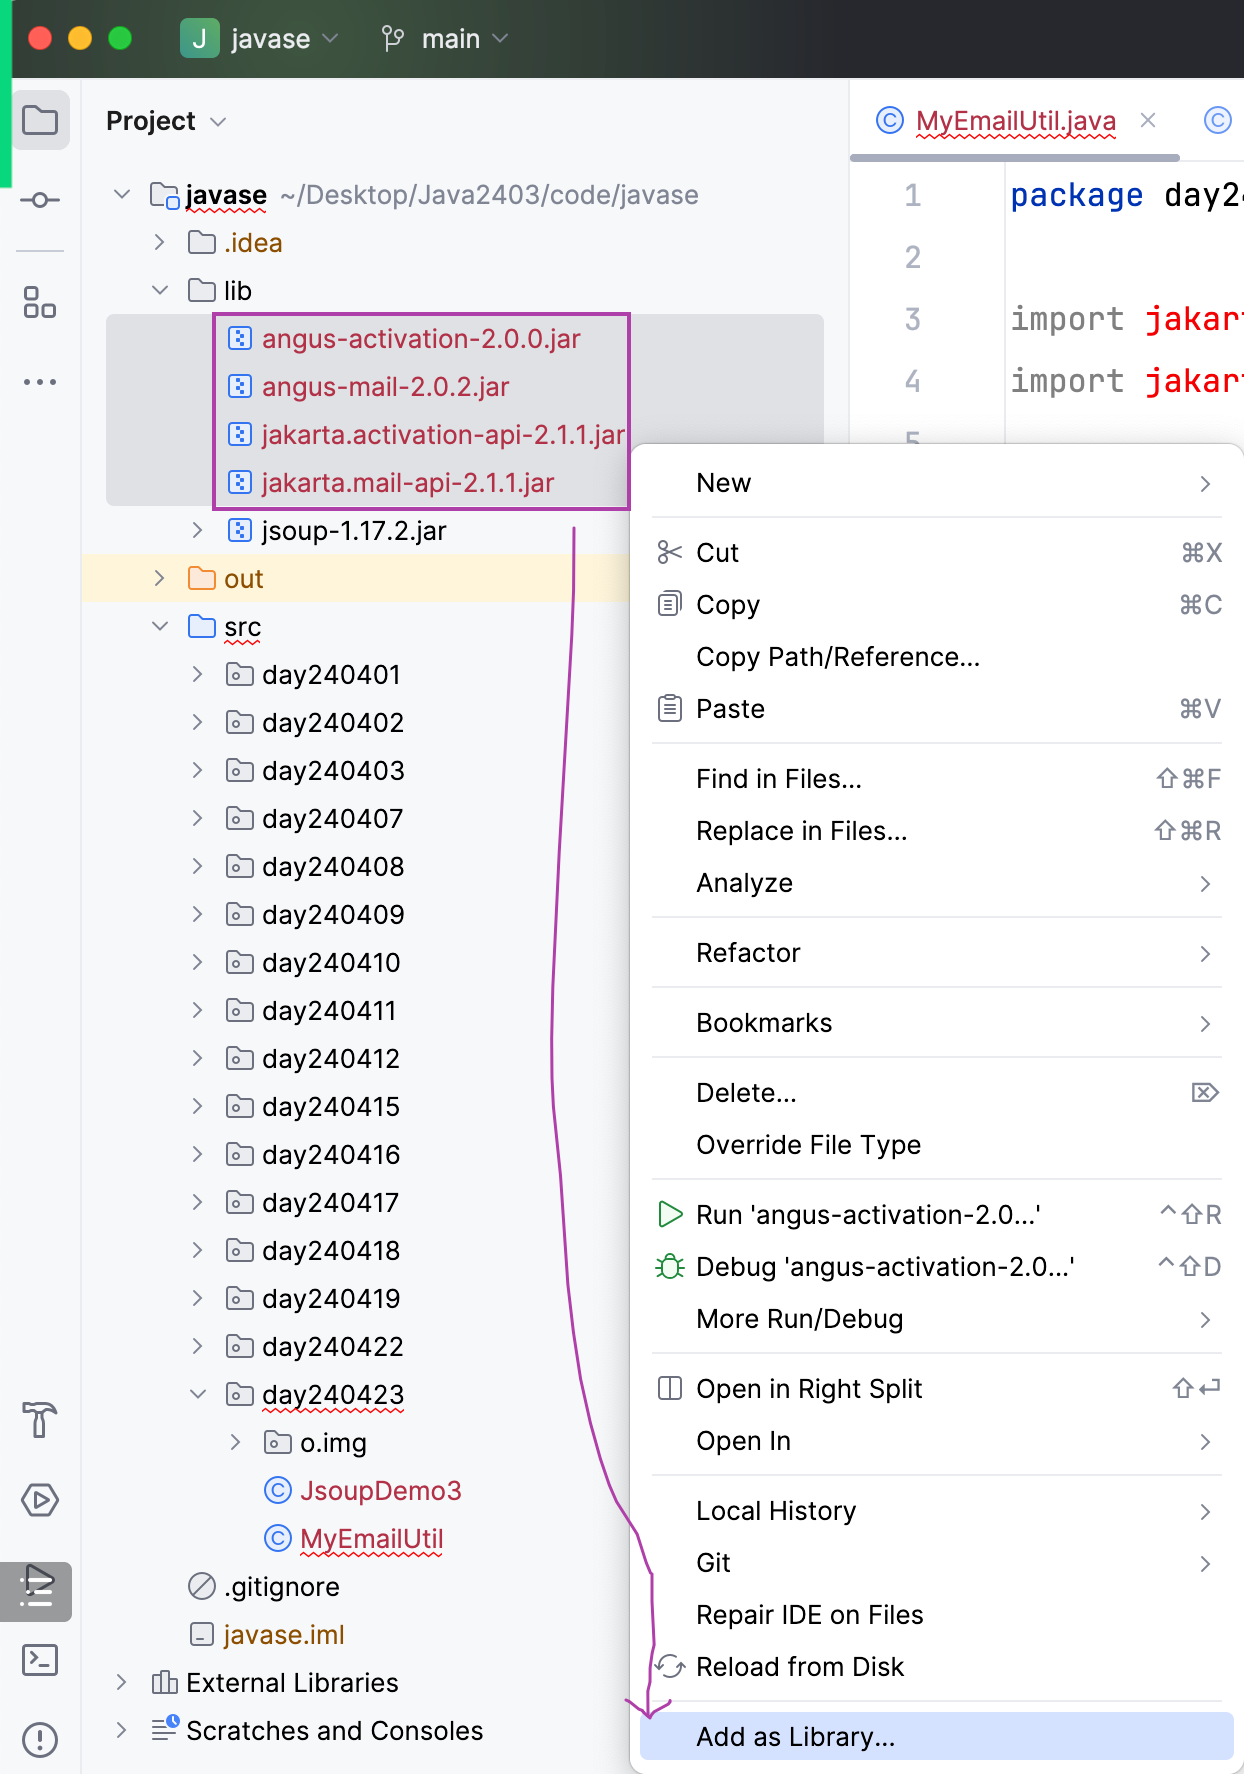 J javase main
Project
MyEmailUtil.java
javase ~/Desktop/Java2403/code/javase
.idea
lib
angus-activation-2.0.0.jar
angus-mail-2.0.2.jar
jakarta.activation-api-2.1.1.jar
jakarta.mail-api-2.1.1.jar
jsoup-1.17.2.jar
out
src
day240401
day240402
day240403
day240407
day240408
day240409
day240410
day240411
day240412
day240415
day240416
day240417
day240418
day240419
day240422
day240423
o.img
JsoupDemo3
MyEmailUtil
.gitignore
javase.iml
External Libraries
Scratches and Consoles
1 package day24
2
3 import jakar
4 import jakar
5
New
Cut ⌘X
Copy ⌘C
Copy Path/Reference...
Paste ⌘V
Find in Files... ⇧⌘F
Replace in Files... ⇧⌘R
Analyze
Refactor
Bookmarks
Delete... ⌦
Override File Type
Run 'angus-activation-2.0...' ^⇧R
Debug 'angus-activation-2.0...' ^⇧D
More Run/Debug
Open in Right Split ⇧⏎
Open In
Local History
Git
Repair IDE on Files
Reload from Disk
Add as Library...